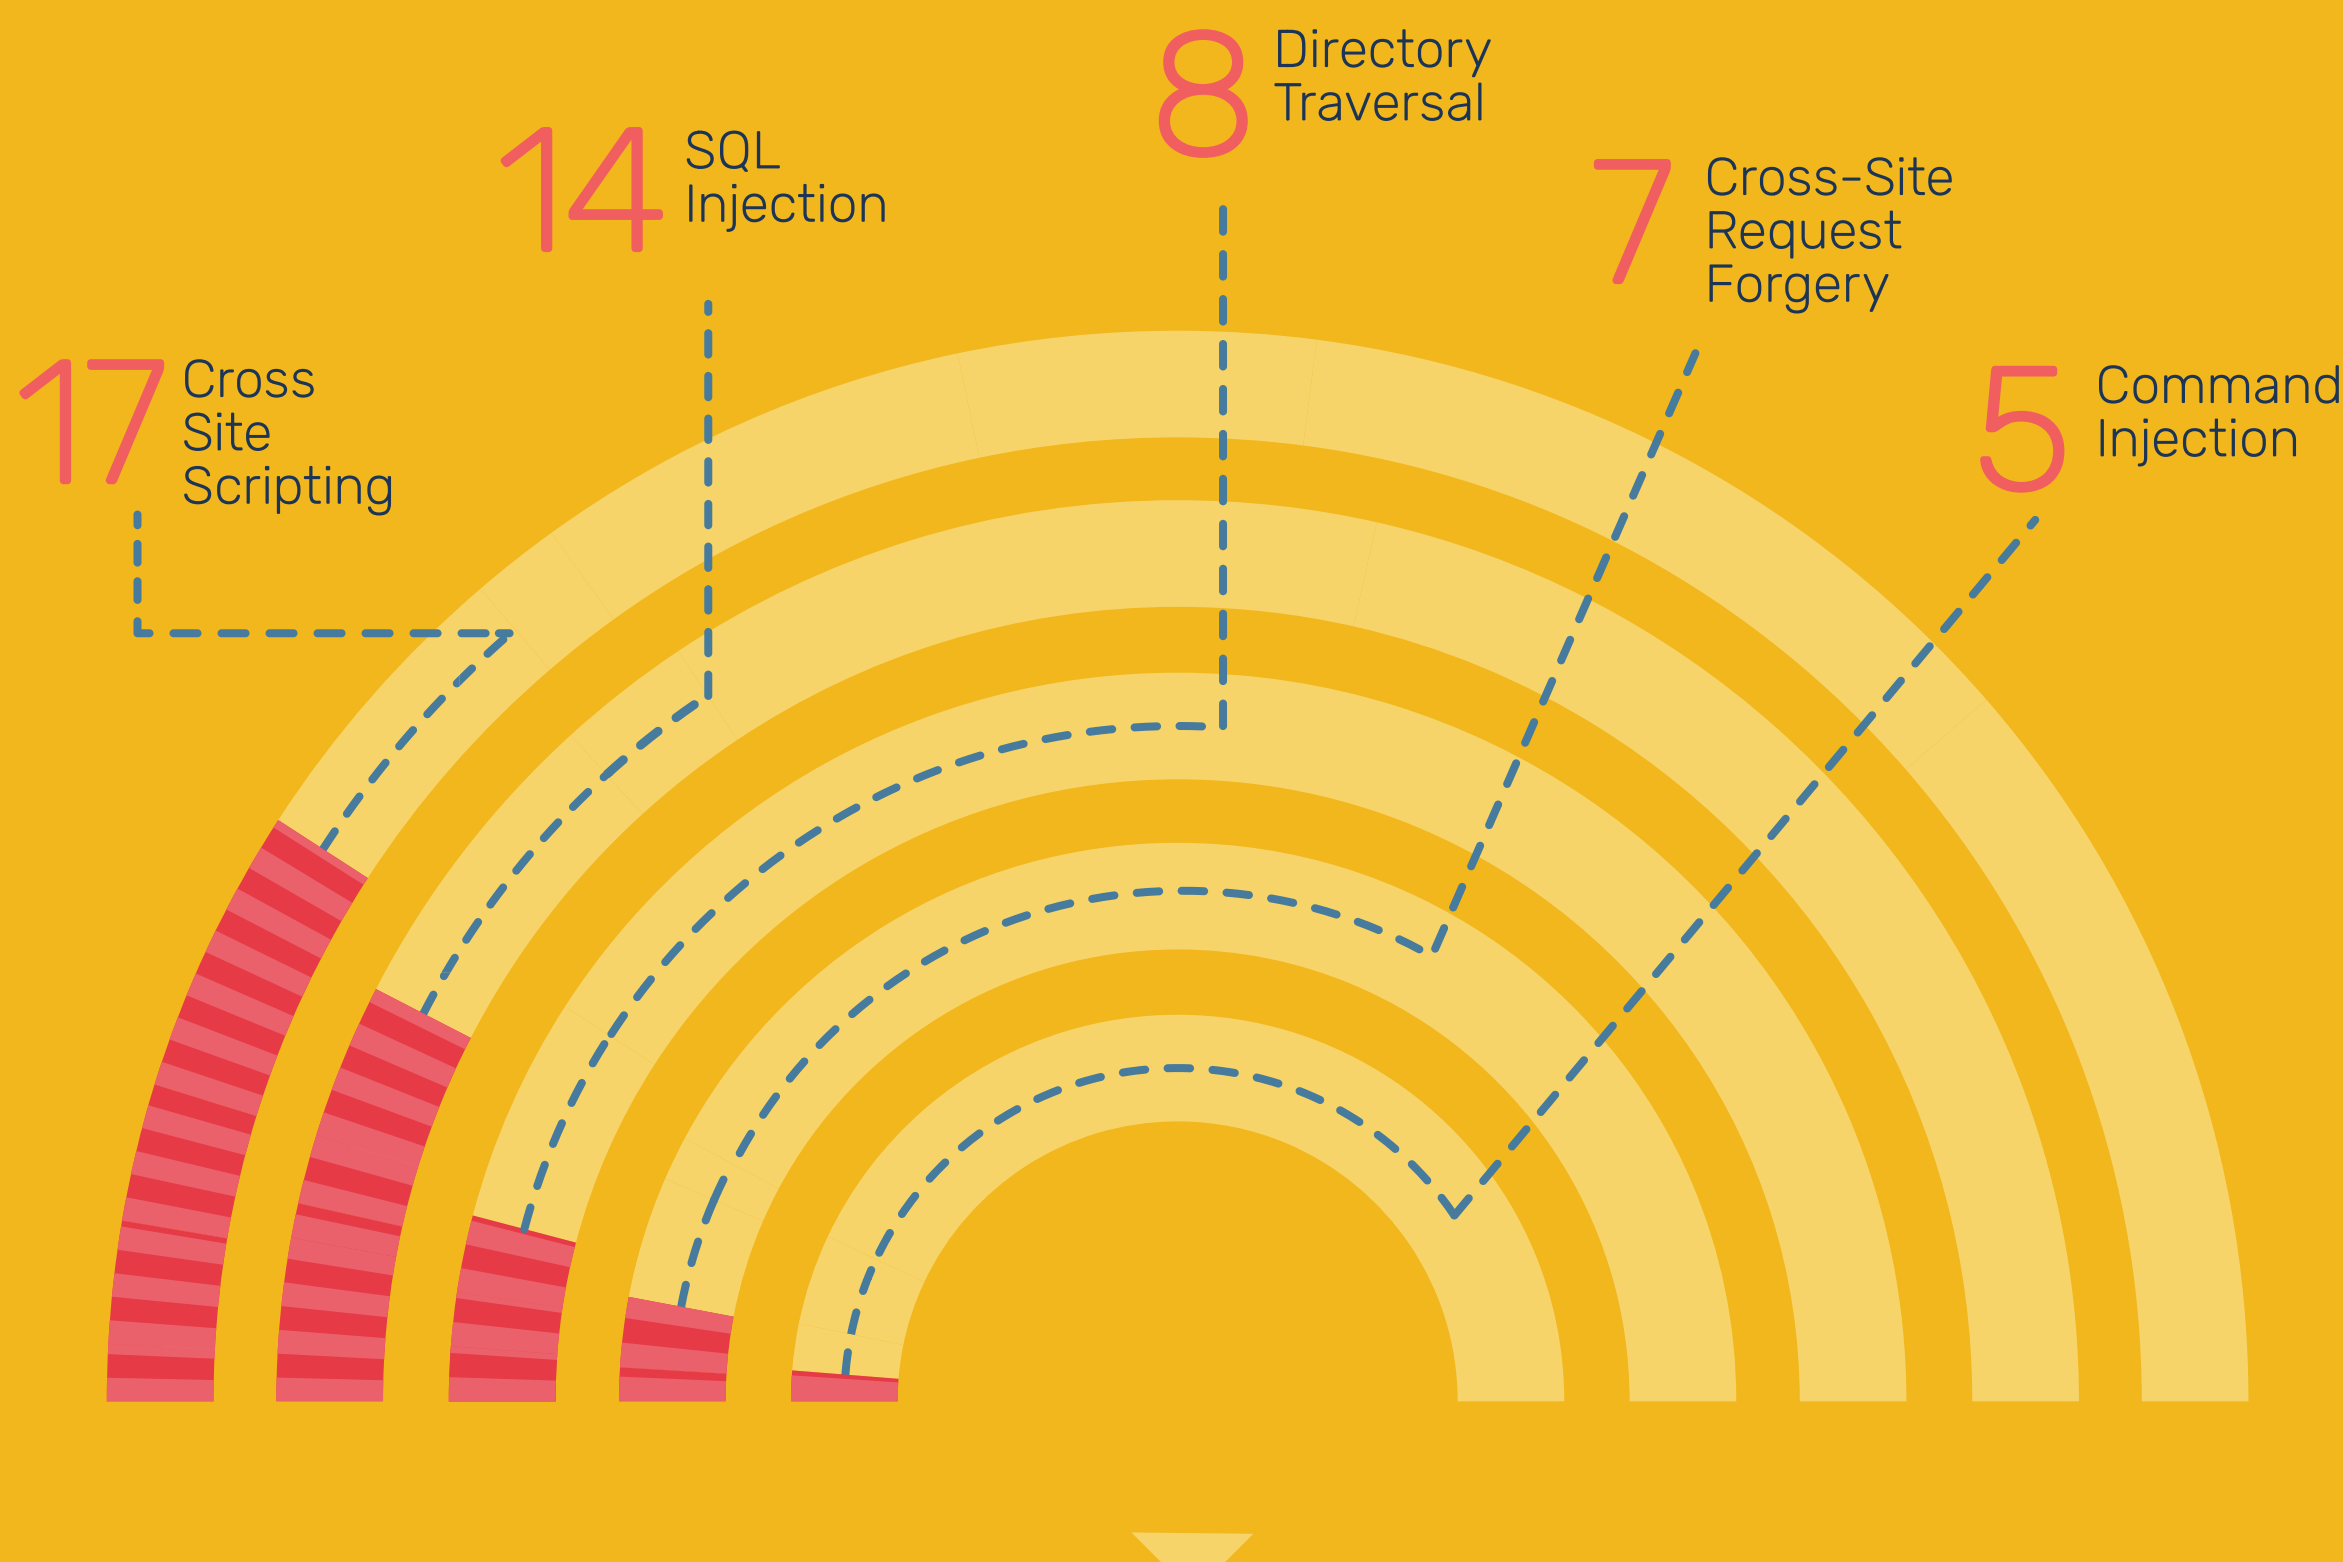 17
Cross
Site
Scripting
14
SQL
Injection
8
Directory
Traversal
7
Cross-Site
Request
Forgery
5
Command
Injection